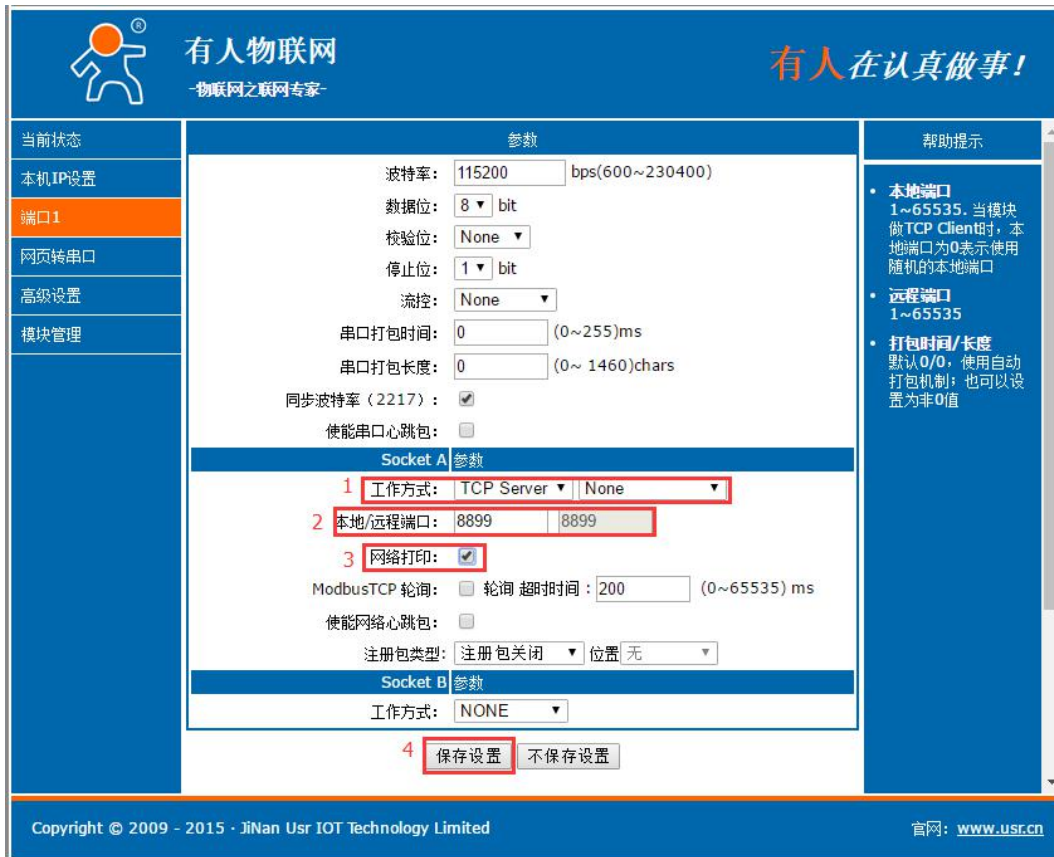 ®
有人物联网
-物联网之联网专家-
有人在认真做事!
当前状态
本机IP设置
端口1
网页转串口
高级设置
模块管理
参数
波特率: 115200 bps(600~230400)
数据位: 8 bit
校验位: None
停止位: 1 bit
流控: None
串口打包时间: 0 (0~255)ms
串口打包长度: 0 (0~ 1460)chars
同步波特率(2217):
使能串口心跳包:
Socket A 参数
1 工作方式: TCP Server None
2 本地/远程端口: 8899 8899
3 网络打印:
ModbusTCP 轮询: 轮询 超时时间: 200 (0~65535) ms
使能网络心跳包:
注册包类型: 注册包关闭 位置 无
Socket B 参数
工作方式: NONE
4 保存设置 不保存设置
帮助提示
• 本地端口
1~65535. 当模块
做TCP Client时,本
地端口为0表示使用
随机的本地端口
• 远程端口
1~65535
• 打包时间/长度
默认0/0,使用自动
打包机制;也可以设
置为非0值
Copyright © 2009 - 2015 · JiNan Usr IOT Technology Limited
官网: www.usr.cn